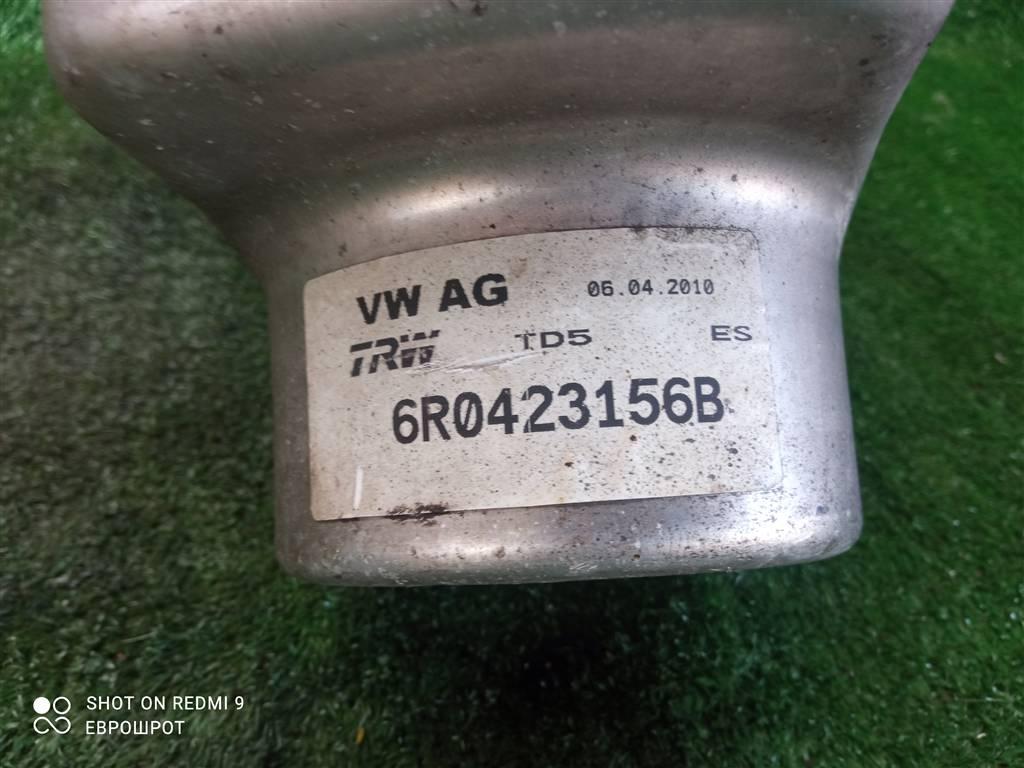 VW AG 06.04.2010
TRW TD5 ES
6R0423156B
SHOT ON REDMI 9
ЕВРОШРОТ